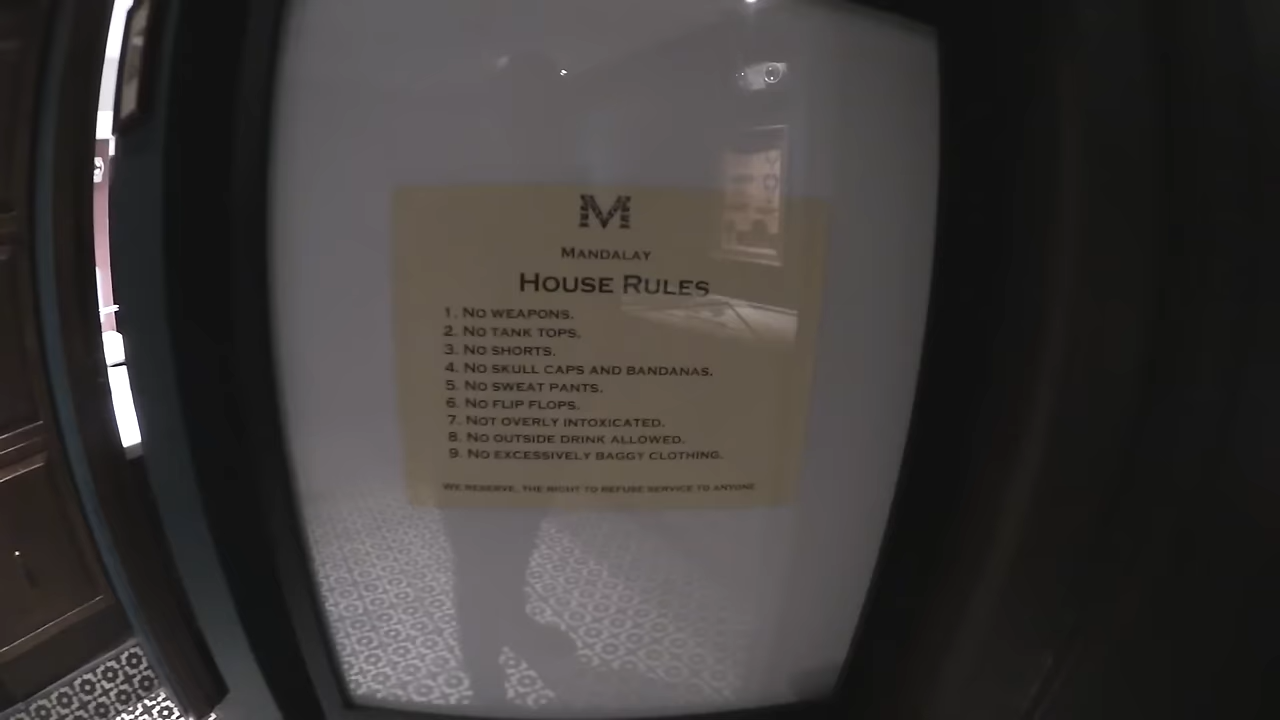 M
MANDALAY
HOUSE RULES
1. NO WEAPONS.
2. NO TANK TOPS.
3. NO SHORTS.
4. NO SKULL CAPS AND BANDANAS.
5. NO SWEAT PANTS.
6. NO FLIP FLOPS.
7. NOT OVERLY INTOXICATED.
8. NO OUTSIDE DRINK ALLOWED.
9. NO EXCESSIVELY BAGGY CLOTHING.
WE RESERVE, THE RIGHT TO REFUSE SERVICE TO ANYONE